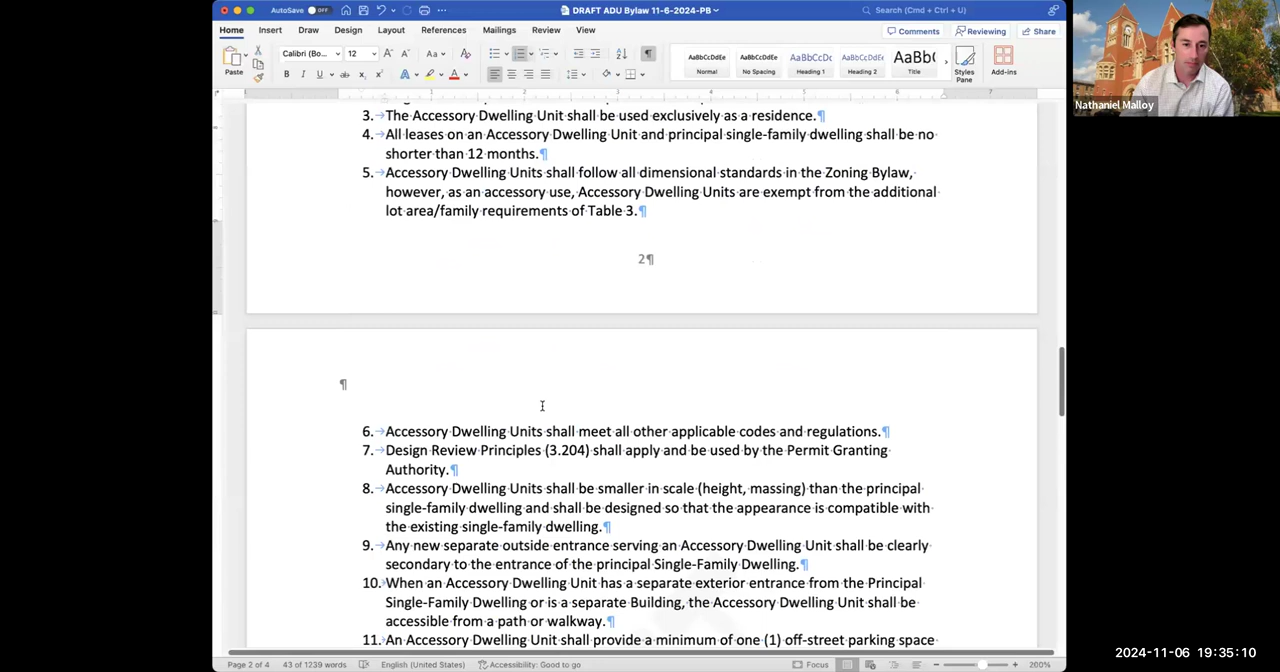 AutoSave OFF
DRAFT ADU Bylaw 11-6-2024-PB
Search (Cmd + Ctrl + U)
Home Insert Draw Design Layout References Mailings Review View
Comments Reviewing Share
Paste
Calibri (Bo... 12
AaBbCcDdEe AaBbCcDdEe AaBbCcDc AaBbCcDdEe AaBb(
Normal No Spacing Heading 1 Heading 2 Title
Styles Pane
Add-ins
Nathaniel Malloy
3. The Accessory Dwelling Unit shall be used exclusively as a residence.¶
4. All leases on an Accessory Dwelling Unit and principal single-family dwelling shall be no
shorter than 12 months.¶
5. Accessory Dwelling Units shall follow all dimensional standards in the Zoning Bylaw,
however, as an accessory use, Accessory Dwelling Units are exempt from the additional
lot area/family requirements of Table 3.¶
2¶
¶
6. Accessory Dwelling Units shall meet all other applicable codes and regulations.¶
7. Design Review Principles (3.204) shall apply and be used by the Permit Granting
Authority.¶
8. Accessory Dwelling Units shall be smaller in scale (height, massing) than the principal
single-family dwelling and shall be designed so that the appearance is compatible with
the existing single-family dwelling.¶
9. Any new separate outside entrance serving an Accessory Dwelling Unit shall be clearly
secondary to the entrance of the principal Single-Family Dwelling.¶
10. When an Accessory Dwelling Unit has a separate exterior entrance from the Principal
Single-Family Dwelling or is a separate Building, the Accessory Dwelling Unit shall be
accessible from a path or walkway.¶
11. An Accessory Dwelling Unit shall provide a minimum of one (1) off-street parking space
Page 2 of 4 43 of 1239 words English (United States) Accessibility: Good to go Focus 200%
2024-11-06 19:35:10